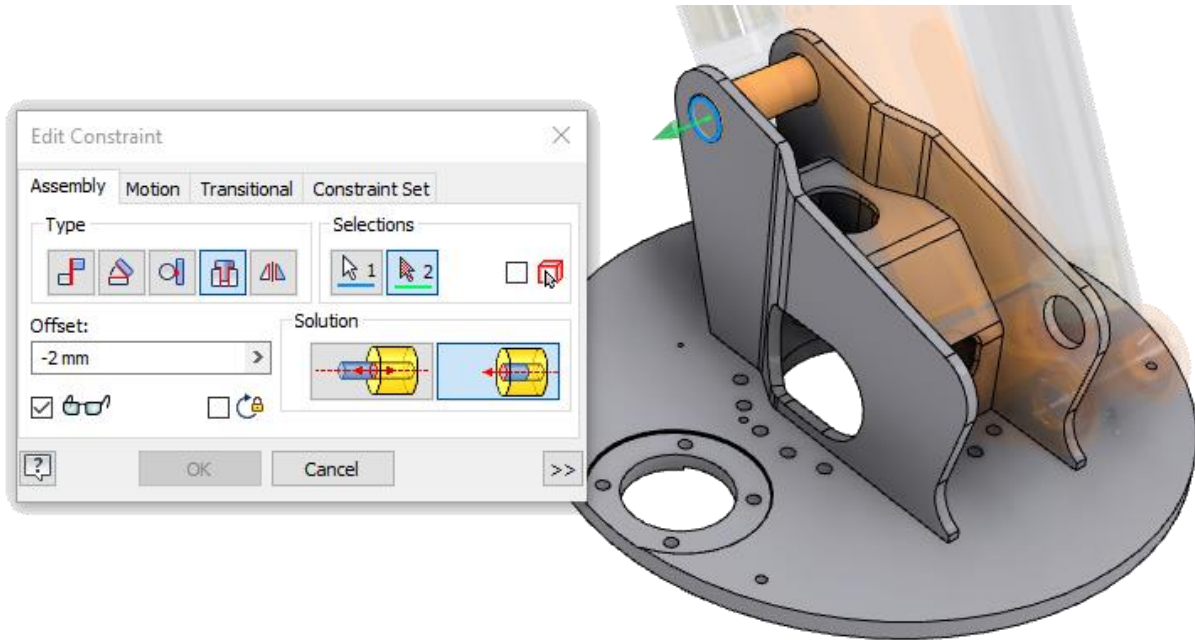 Edit Constraint
Assembly Motion Transitional Constraint Set
Type Selections
1 2
Offset: Solution
-2 mm >
? OK Cancel >>